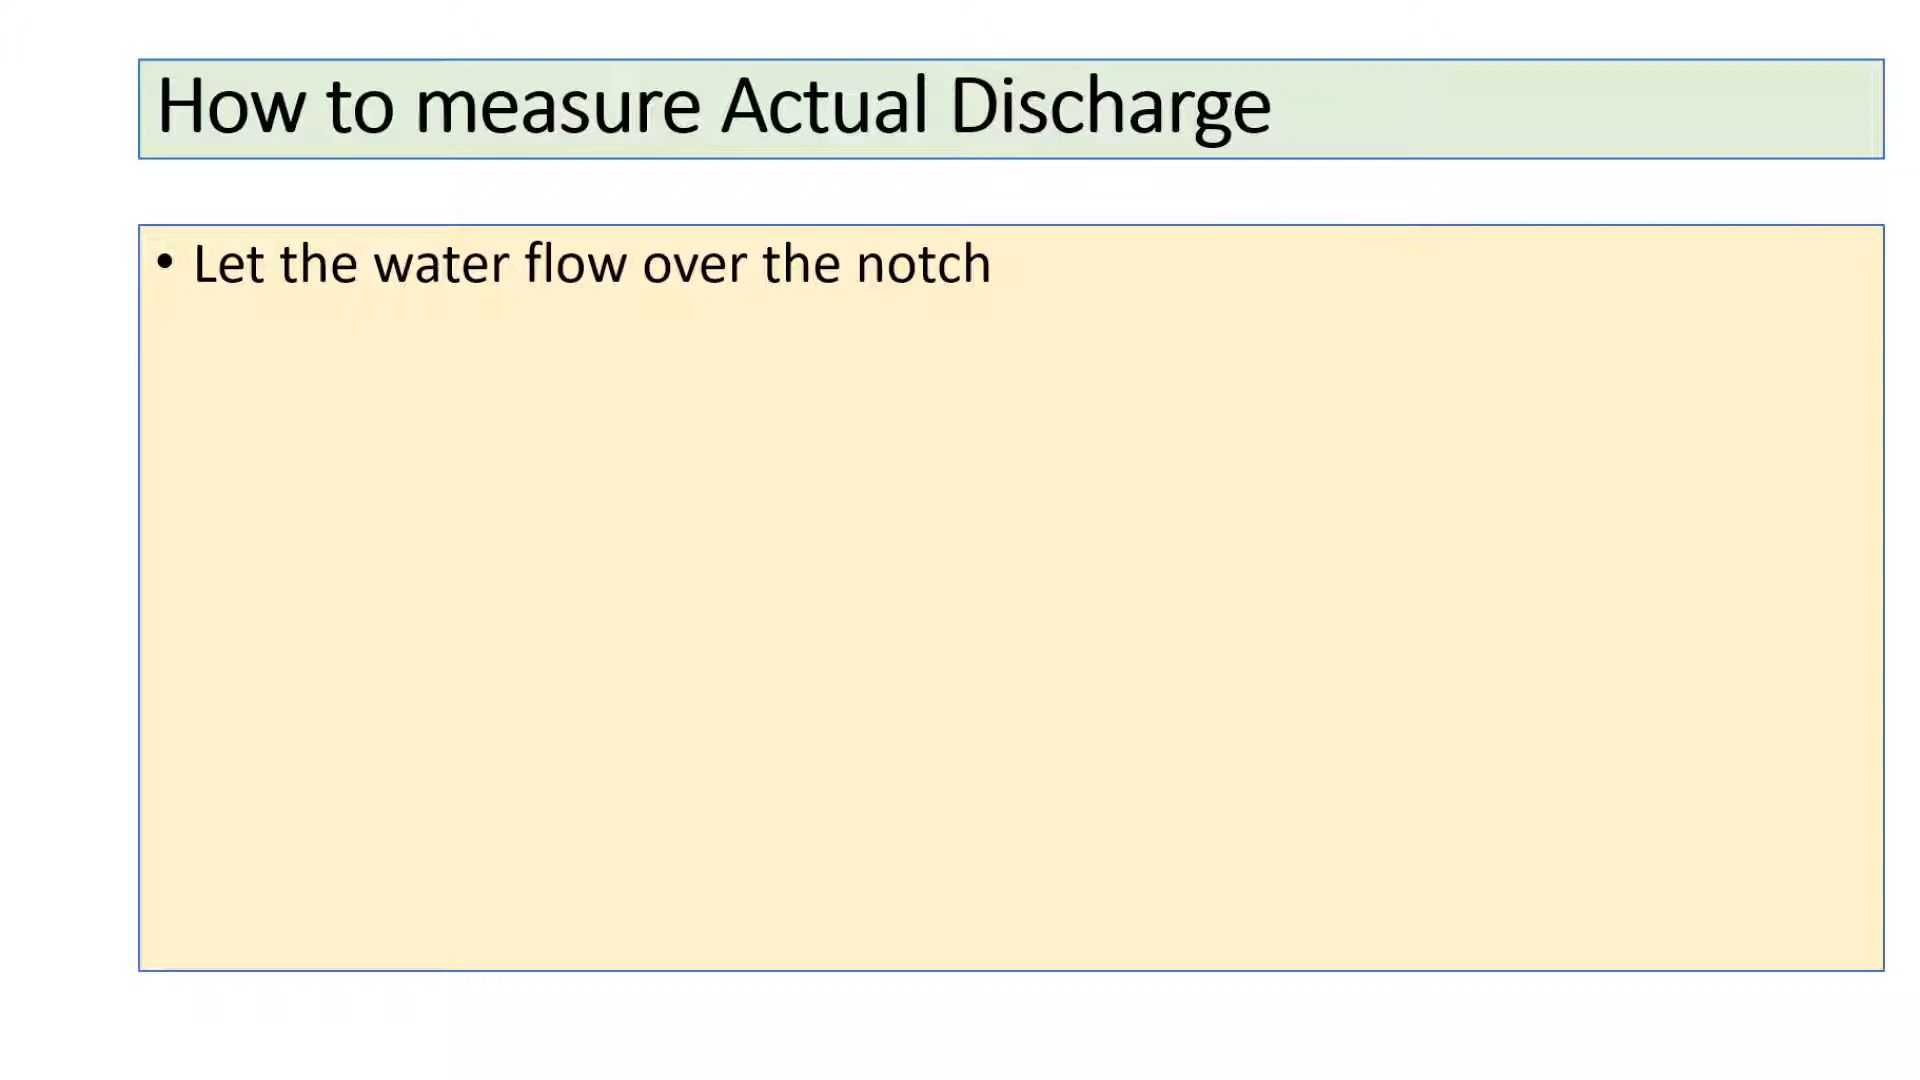 How to measure Actual Discharge
• Let the water flow over the notch